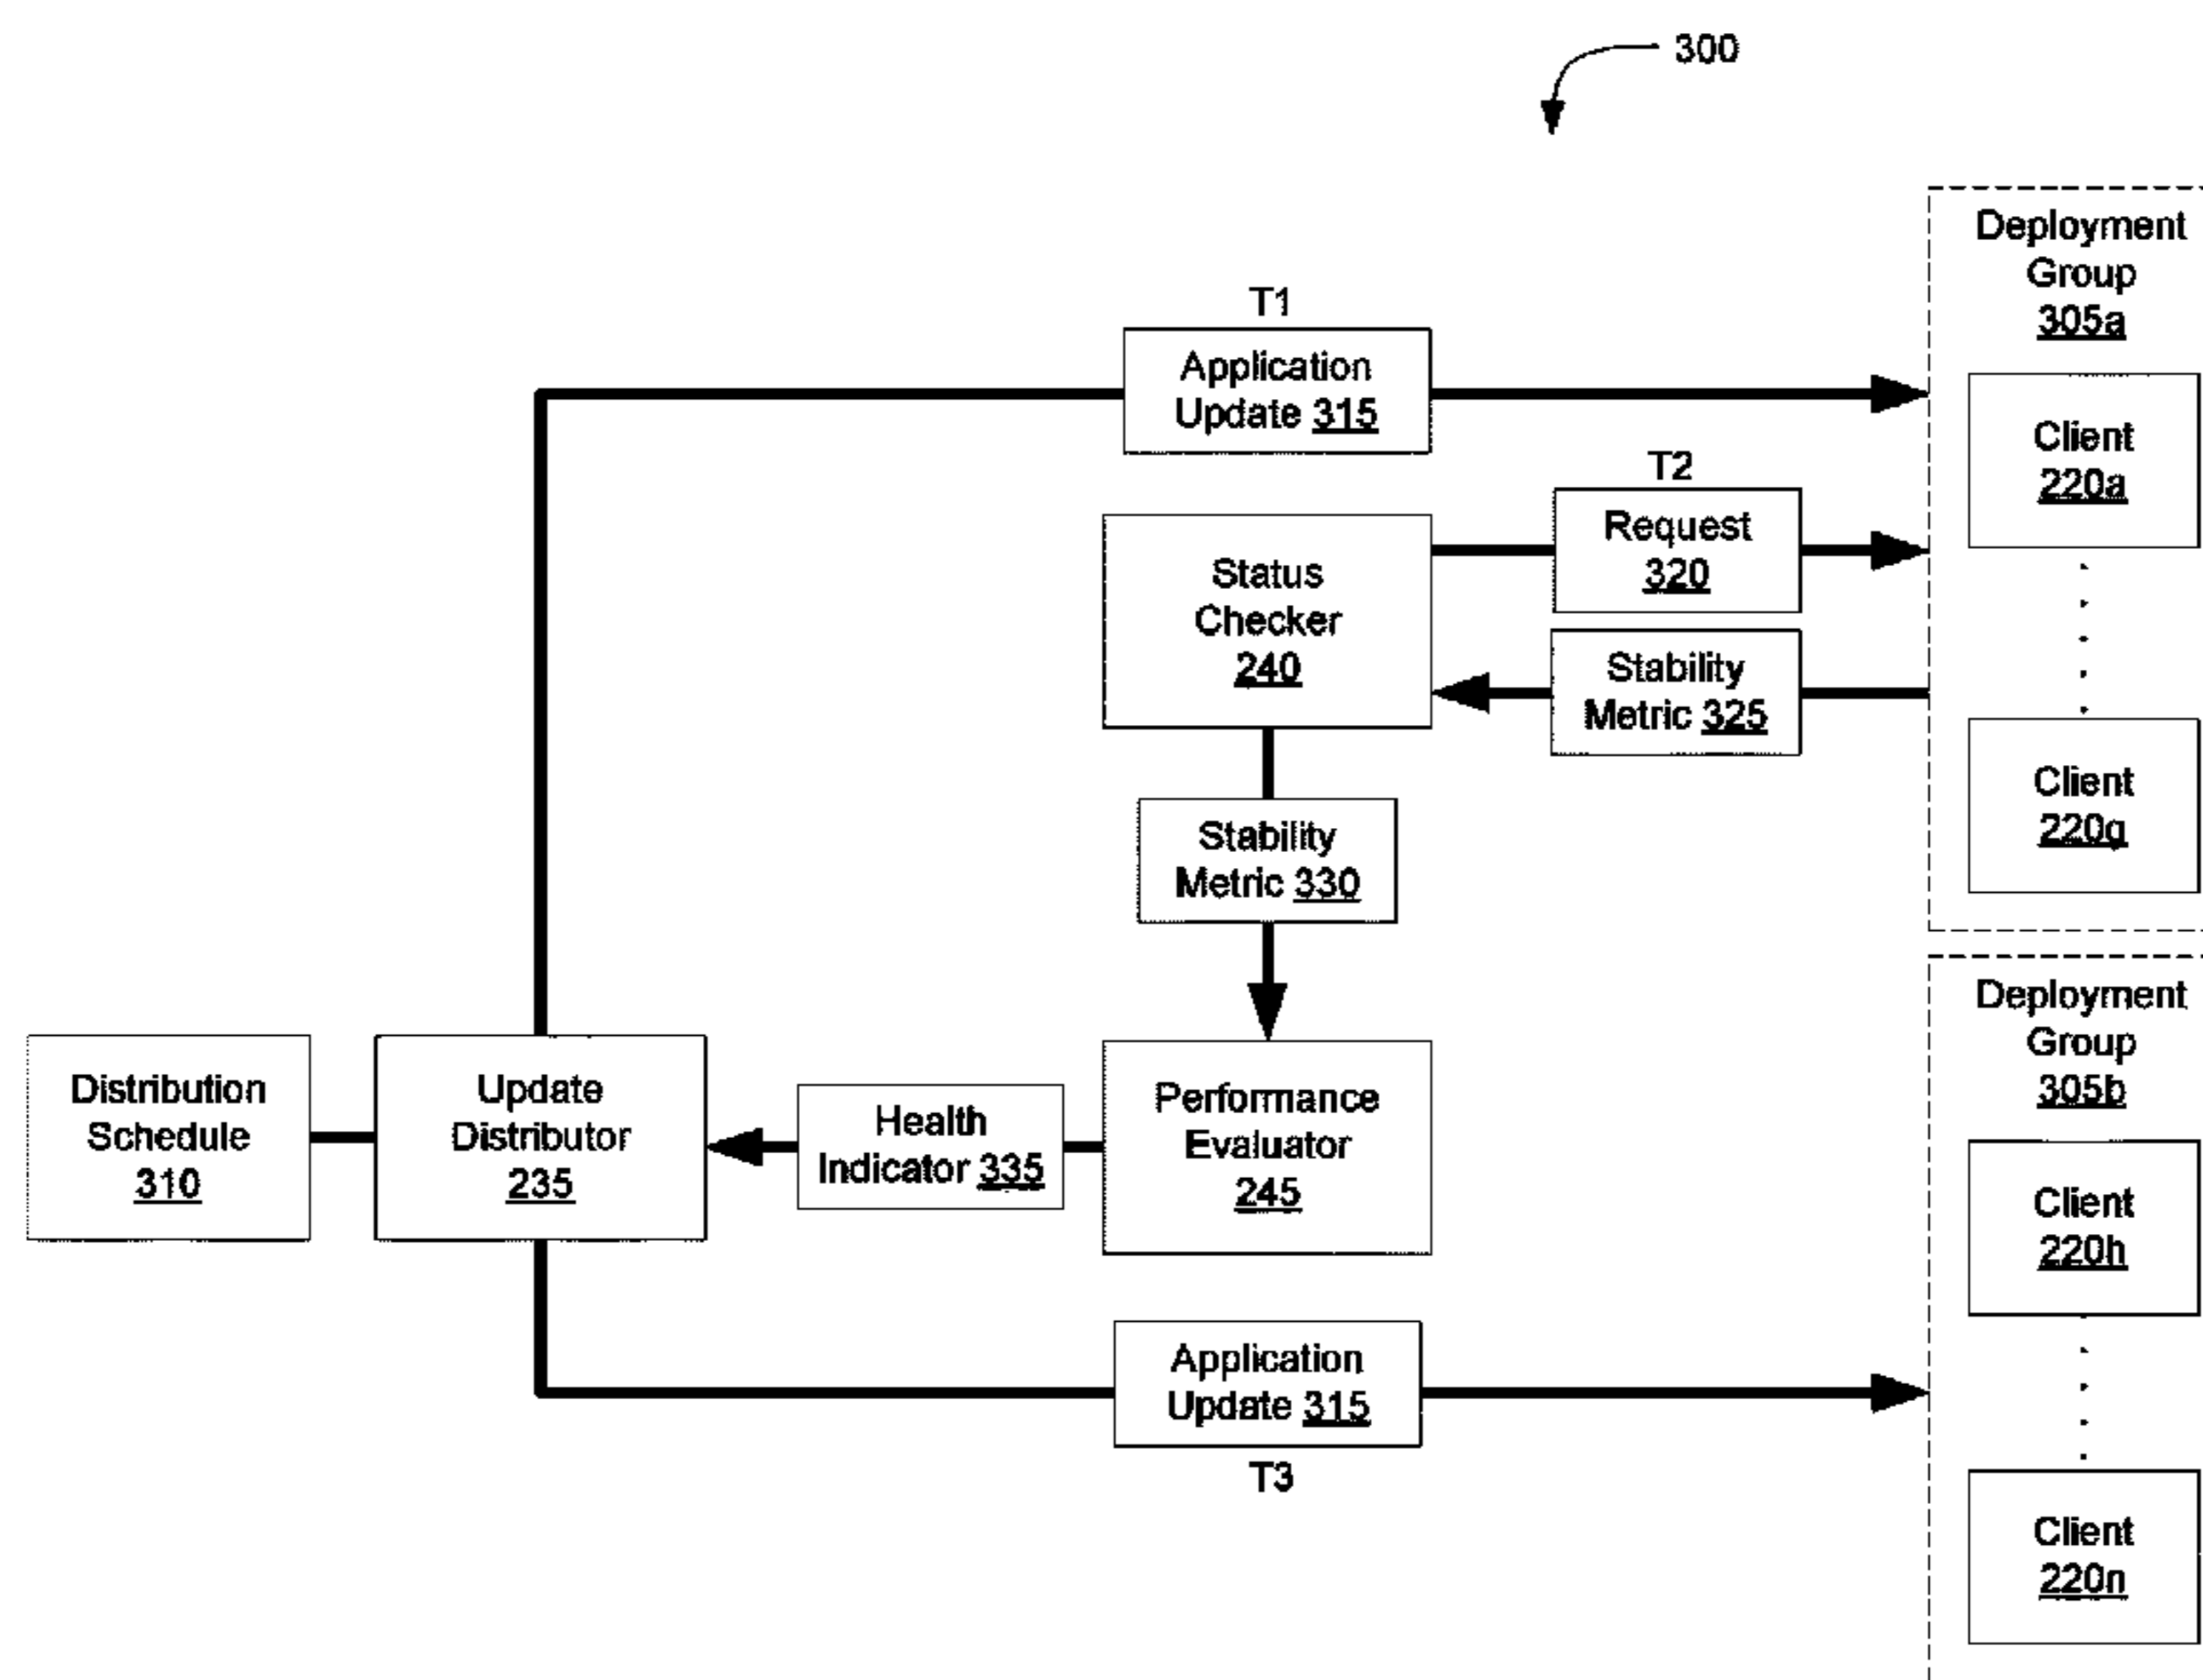 300
Deployment
Group
305a
T1
Application
Update 315
Client
220a
T2
Request
320
Status
Checker
240
Stability
Metric 325
Client
220g
Stability
Metric 330
Deployment
Group
305b
Distribution
Schedule
310
Update
Distributor
235
Health
Indicator 335
Performance
Evaluator
245
Client
220h
Application
Update 315
T3
Client
220n